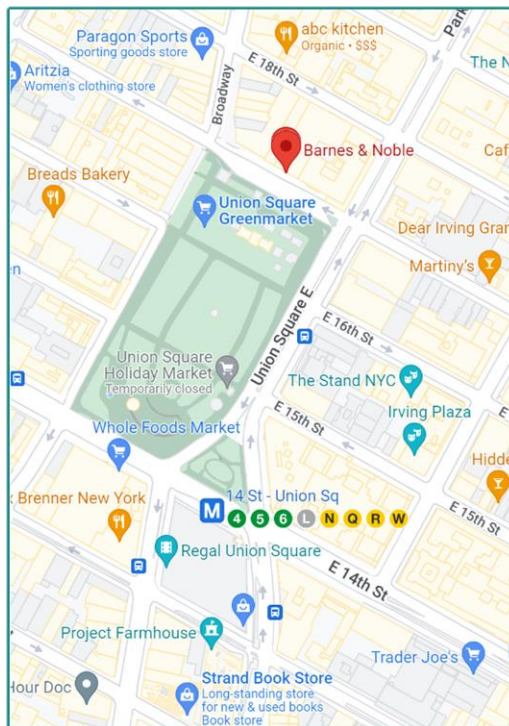 abc kitchen
Organic • $$$
Park
Paragon Sports
Sporting goods store
E 18th St
The N
Aritzia
Women's clothing store
Broadway
Barnes & Noble
Caf
Breads Bakery
Union Square
Greenmarket
Dear Irving Gran
Martiny's
en
Union Square E
E 16th St
Union Square
Holiday Market
Temporarily closed
The Stand NYC
E 15th St
Irving Plaza
Whole Foods Market
Hidde
x Brenner New York
M
14 St - Union Sq
4 5 6 L N Q R W
E 15th St
Regal Union Square
E 14th St
Project Farmhouse
Trader Joe's
Hour Doc
Strand Book Store
Long-standing store
for new & used books
Book store